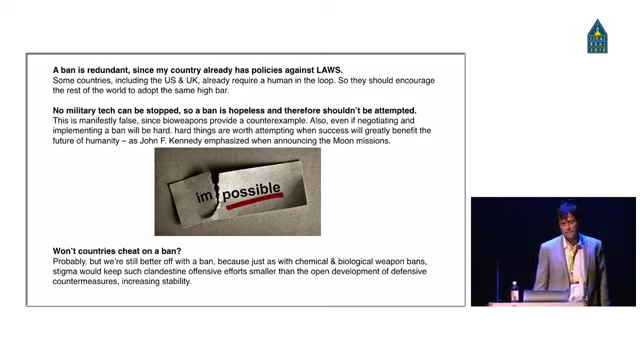 A ban is redundant, since my country already has policies against LAWS.
Some countries, including the US & UK, already require a human in the loop. So they should encourage
the rest of the world to adopt the same high bar.
No military tech can be stopped, so a ban is hopeless and therefore shouldn't be attempted.
This is manifestly false, since bioweapons provide a counterexample. Also, even if negotiating and
implementing a ban will be hard. hard things are worth attempting when success will greatly benefit the
future of humanity – as John F. Kennedy emphasized when announcing the Moon missions.
impossible
Won't countries cheat on a ban?
Probably, but we're still better off with a ban, because just as with chemical & biological weapon bans,
stigma would keep such clandestine offensive efforts smaller than the open development of defensive
countermeasures, increasing stability.